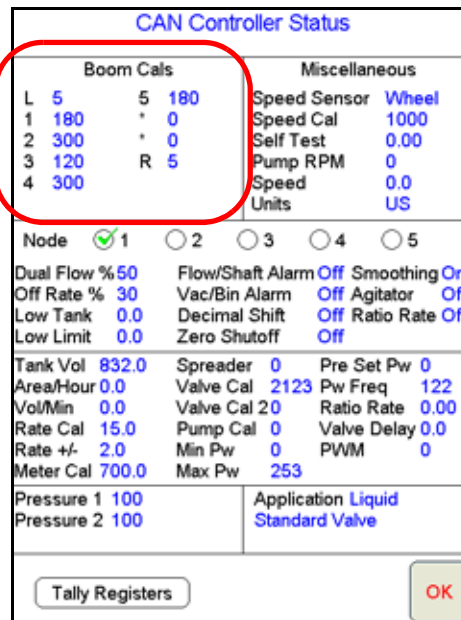 CAN Controller Status
Boom Cals
L 5 5 180
1 180 * 0
2 300 * 0
3 120 R 5
4 300
Miscellaneous
Speed Sensor Wheel
Speed Cal 1000
Self Test 0.00
Pump RPM 0
Speed 0.0
Units US
Node 1 2 3 4 5
Dual Flow % 50 Flow/Shaft Alarm Off Smoothing On
Off Rate % 30 Vac/Bin Alarm Off Agitator Of
Low Tank 0.0 Decimal Shift Off Ratio Rate Of
Low Limit 0.0 Zero Shutoff Off
Tank Vol 832.0 Spreader 0 Pre Set Pw 0
Area/Hour 0.0 Valve Cal 2123 Pw Freq 122
Vol/Min 0.0 Valve Cal 2 0 Ratio Rate 0.00
Rate Cal 15.0 Pump Cal 0 Valve Delay 0.0
Rate +/- 2.0 Min Pw 0 PWM 0
Meter Cal 700.0 Max Pw 253
Pressure 1 100
Pressure 2 100
Application Liquid
Standard Valve
Tally Registers
OK